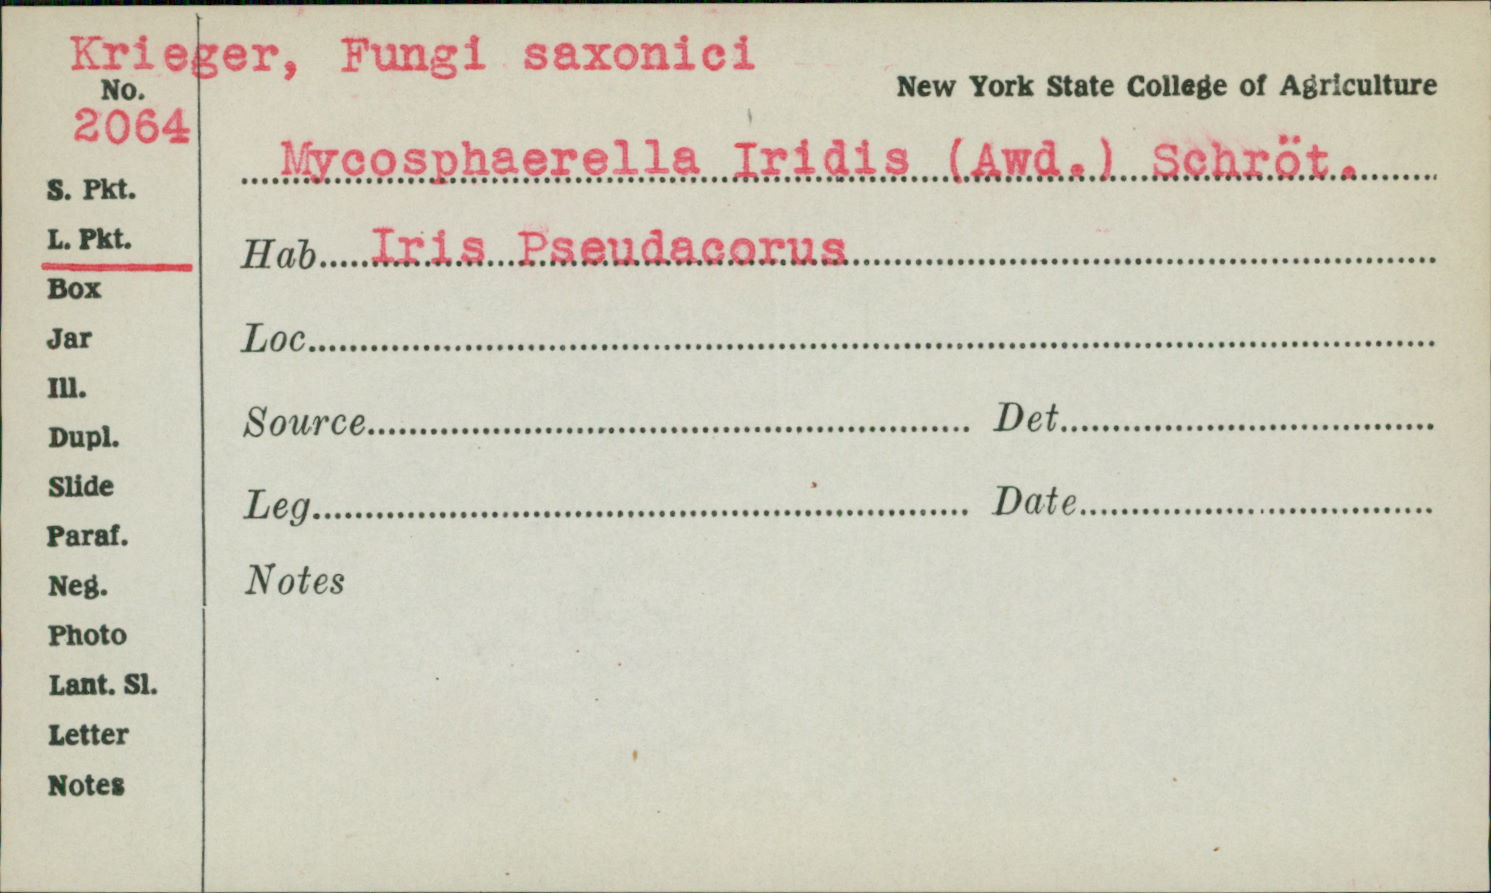 Krieger, Fungi saxonici
No.
2064
New York State College of Agriculture
Mycosphaerella Iridis (Awd.) Schröt.
S. Pkt.
L. Pkt.
Box
Jar
Ill.
Dupl.
Slide
Paraf.
Neg.
Photo
Lant. Sl.
Letter
Notes
Hab. Iris Pseudacorus
Loc.
Source
Det.
Leg.
Date
Notes